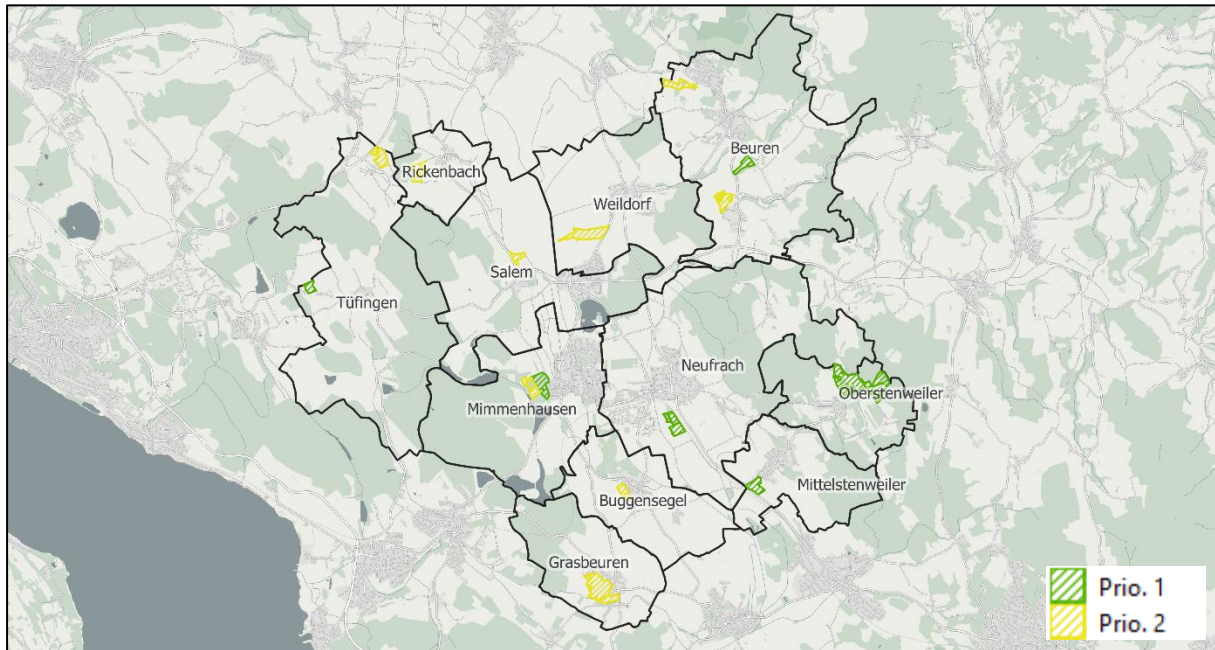 Beuren
Rickenbach
Weildorf
Salem
Tüfingen
Neufrach
Oberstenweiler
Mimmenhausen
Mittelstenweiler
Buggensegel
Grasbeuren
Prio. 1
Prio. 2